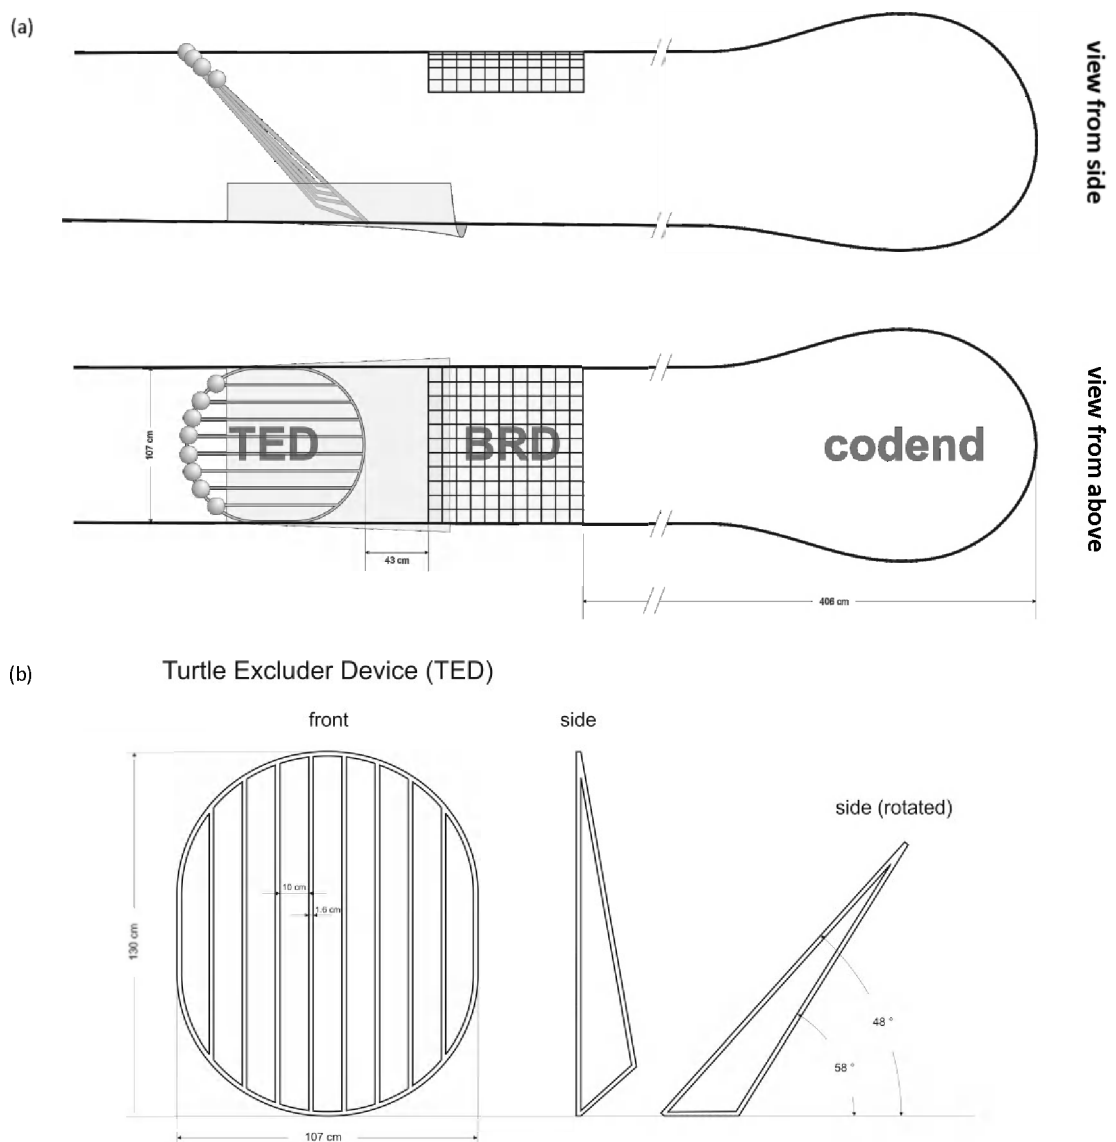 (a)
view from side
TED
BRD
codend
view from above
107 cm
43 cm
406 cm
(b)
Turtle Excluder Device (TED)
front
side
side (rotated)
10 cm
1.6 cm
130 cm
48 °
58 °
107 cm